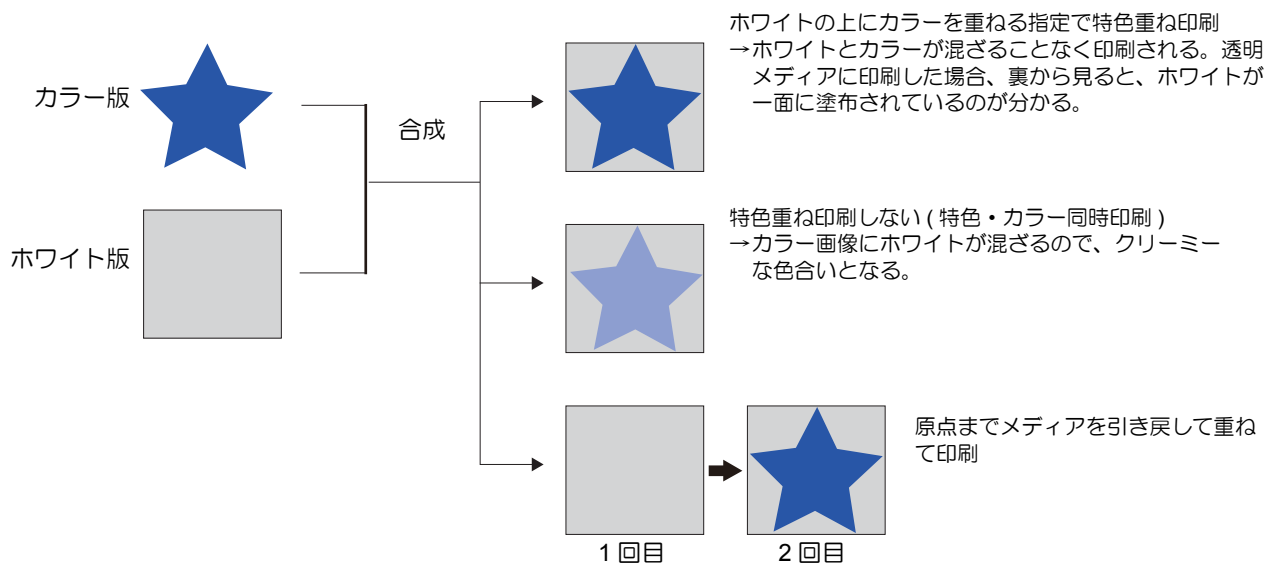 ホワイトの上にカラーを重ねる指定で特色重ね印刷
→ホワイトとカラーが混ざることなく印刷される。透明
メディアに印刷した場合、裏から見ると、ホワイトが
一面に塗布されているのが分かる。
カラー版
合成
ホワイト版
特色重ね印刷しない ( 特色・カラー同時印刷 )
→カラー画像にホワイトが混ざるので、クリーミー
な色合いとなる。
原点までメディアを引き戻して重ね
て印刷
1 回目
2 回目